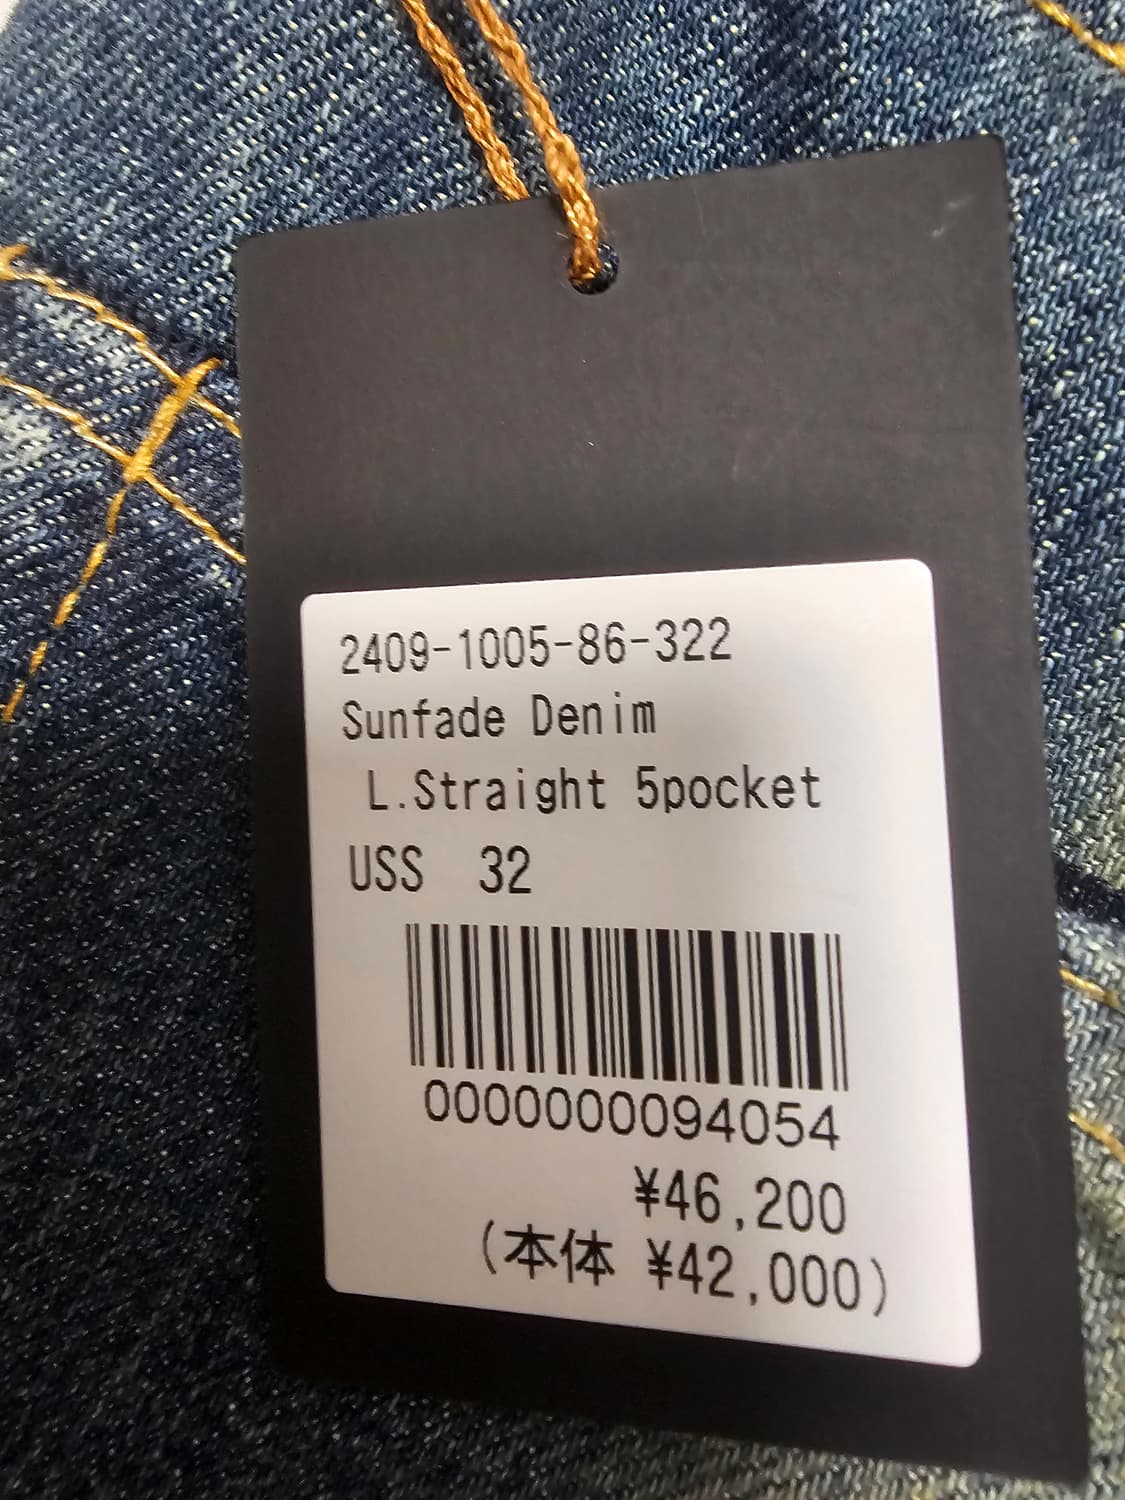 2409-1005-86-322
Sunfade Denim
L.Straight 5pocket
USS 32
0000000094054
¥46,200
(本体 ¥42,000)